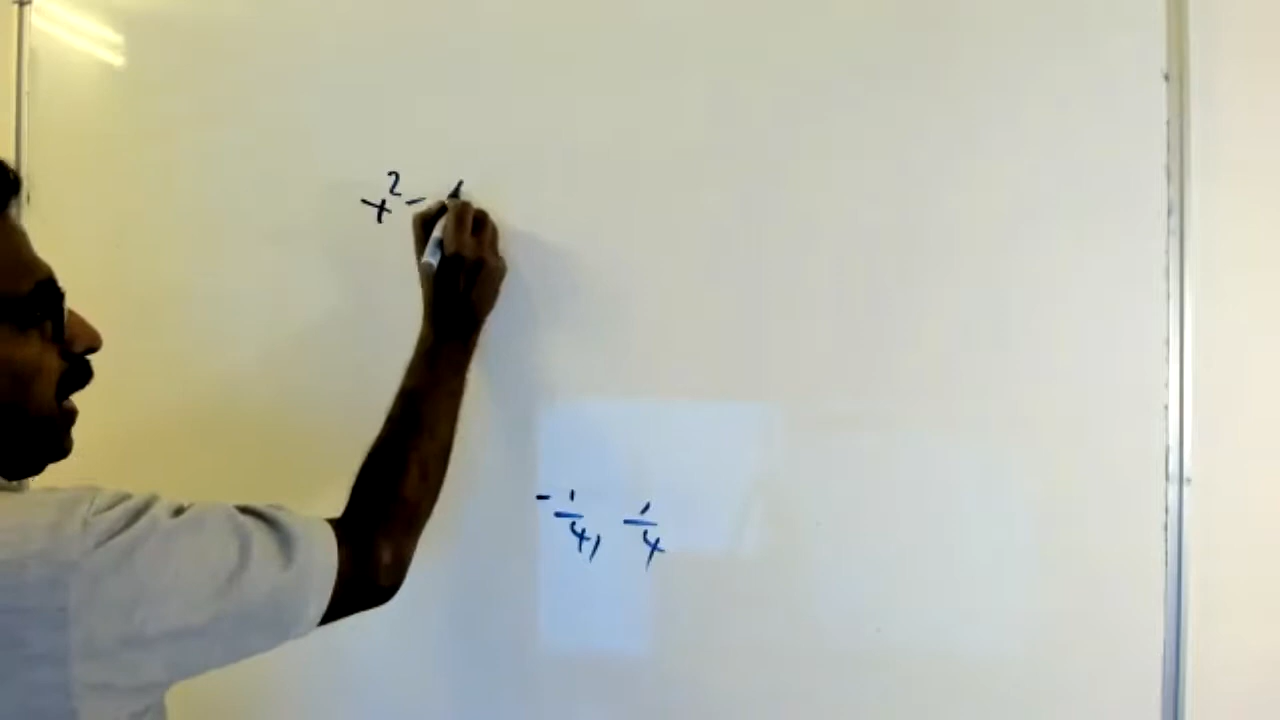 x² -
-1/4, 1/4